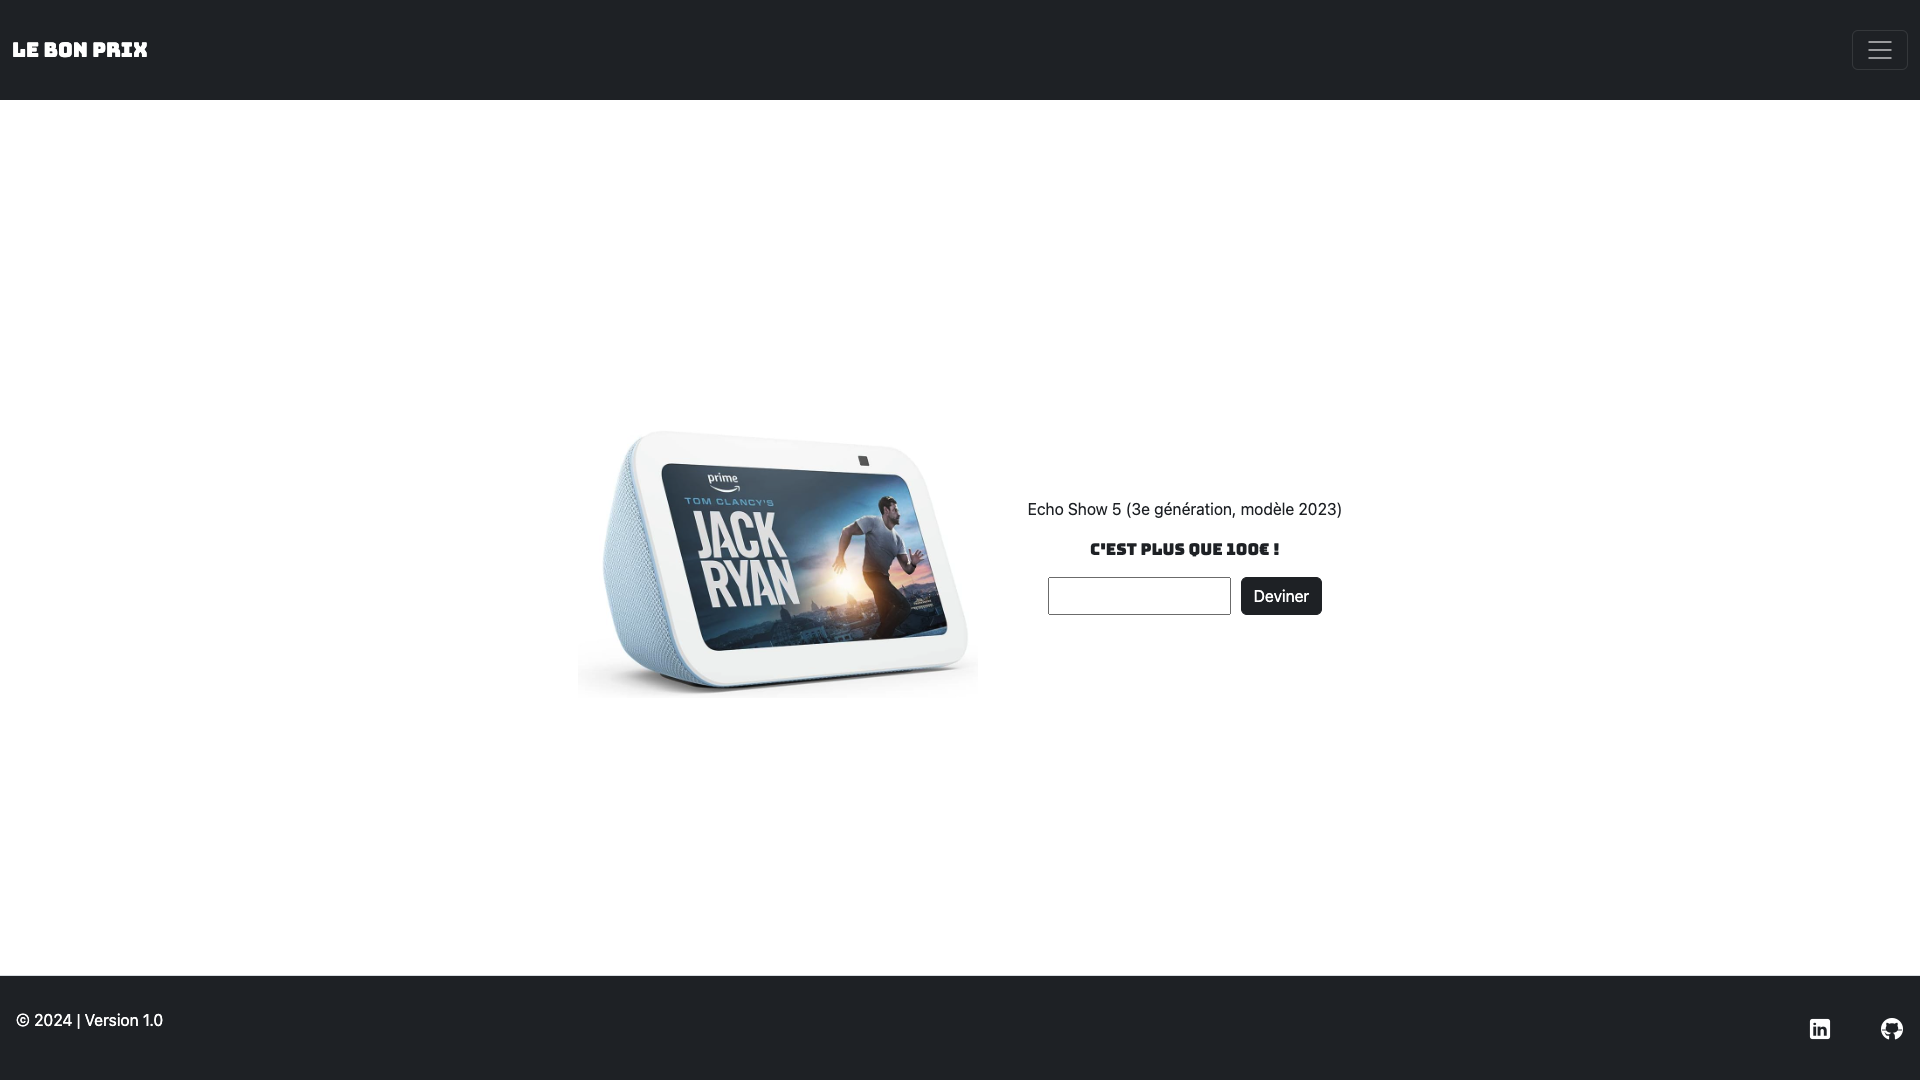 LE BON PRIX
prime
TOM CLANCY'S
JACK
RYAN
Echo Show 5 (3e génération, modèle 2023)
C'EST PLUS QUE 100€ !
Deviner
© 2024 | Version 1.0
in